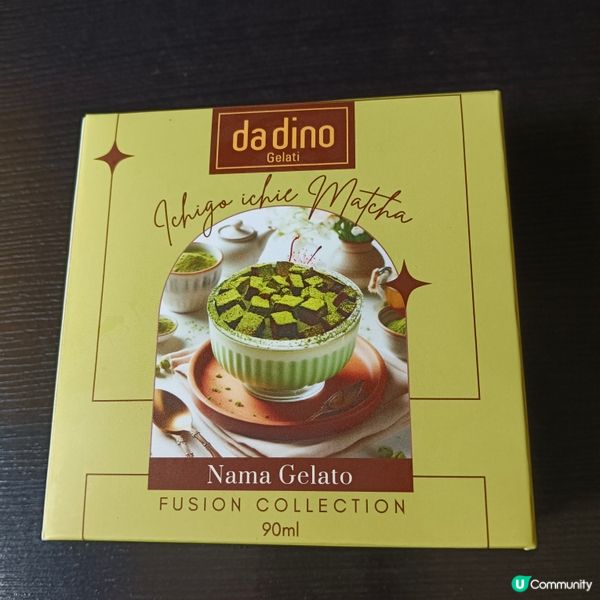 da dino
Gelati
Ichigo ichie Matcha
Nama Gelato
FUSION COLLECTION
90ml
U Community